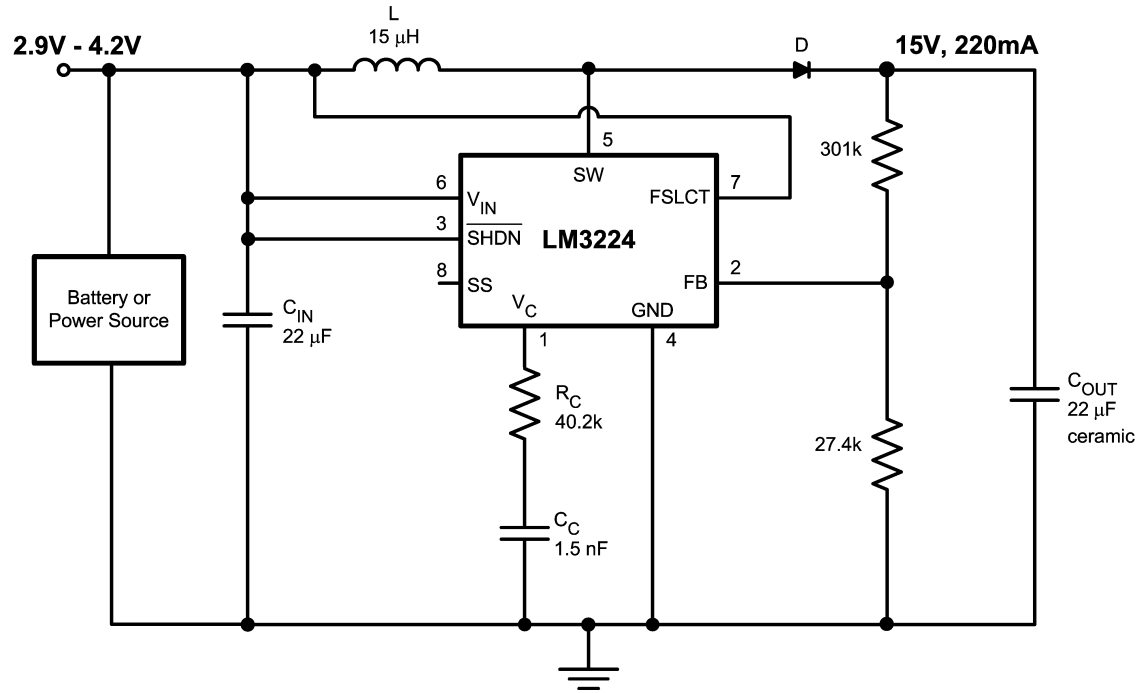 L
15 μH
2.9V - 4.2V
D
15V, 220mA
5
SW
301k
6
V_IN
7
FSLCT
3
SHDN
LM3224
8
SS
2
FB
V_C
GND
1
4
Battery or
Power Source
C_IN
22 μF
R_C
40.2k
C_OUT
22 μF
ceramic
27.4k
C_C
1.5 nF